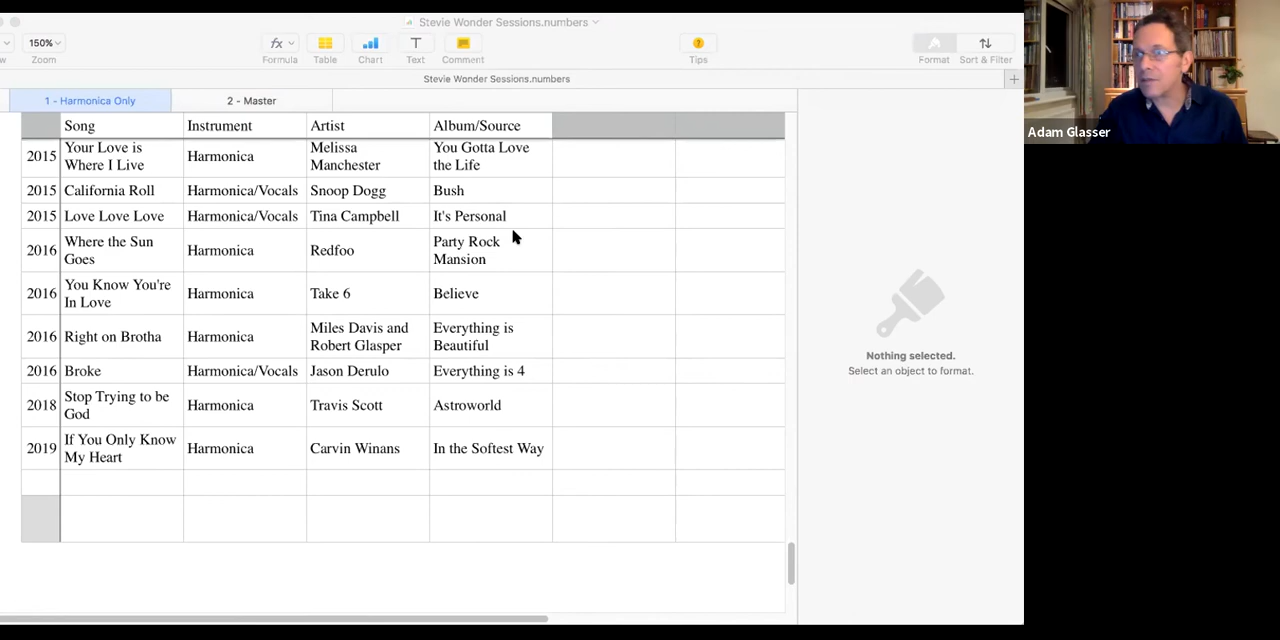 Stevie Wonder Sessions.numbers
150%
Zoom
Formula
Table
Chart
Text
Comment
Tips
Format
Sort & Filter
Stevie Wonder Sessions.numbers
1 - Harmonica Only
2 - Master
Song Instrument Artist Album/Source
2015 Your Love is Where I Live Harmonica Melissa Manchester You Gotta Love the Life
2015 California Roll Harmonica/Vocals Snoop Dogg Bush
2015 Love Love Love Harmonica/Vocals Tina Campbell It's Personal
2016 Where the Sun Goes Harmonica Redfoo Party Rock Mansion
2016 You Know You're In Love Harmonica Take 6 Believe
2016 Right on Brotha Harmonica Miles Davis and Robert Glasper Everything is Beautiful
2016 Broke Harmonica/Vocals Jason Derulo Everything is 4
2018 Stop Trying to be God Harmonica Travis Scott Astroworld
2019 If You Only Know My Heart Harmonica Carvin Winans In the Softest Way
Nothing selected.
Select an object to format.
Adam Glasser